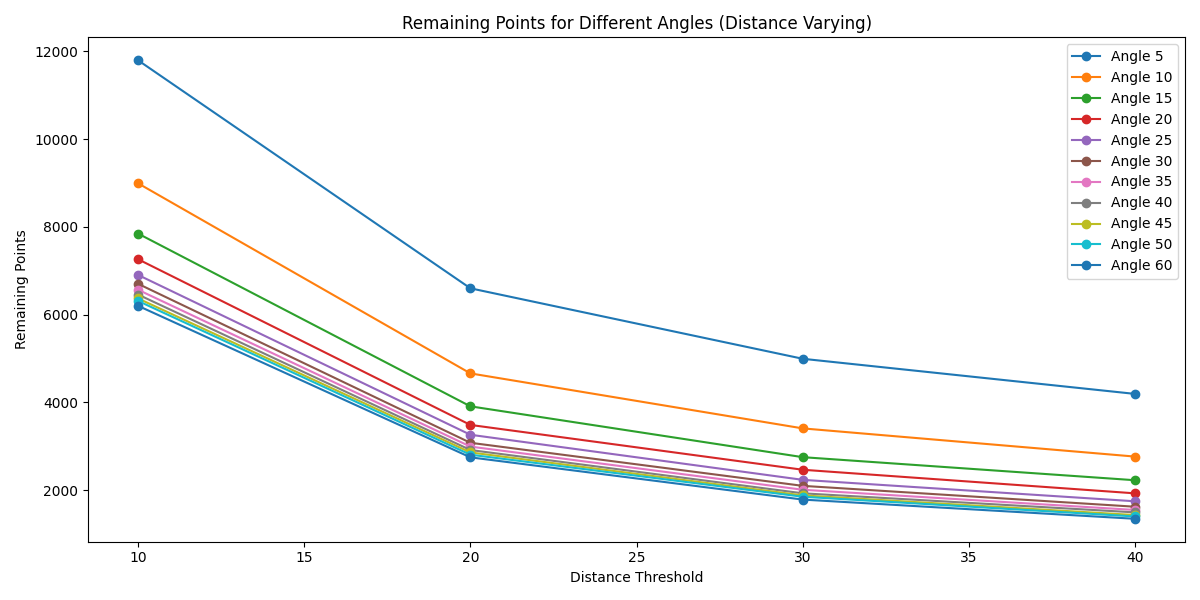 Remaining Points for Different Angles (Distance Varying)
12000
10000
8000
6000
4000
2000
Remaining Points
10
15
20
25
30
35
40
Distance Threshold
Angle 5
Angle 10
Angle 15
Angle 20
Angle 25
Angle 30
Angle 35
Angle 40
Angle 45
Angle 50
Angle 60